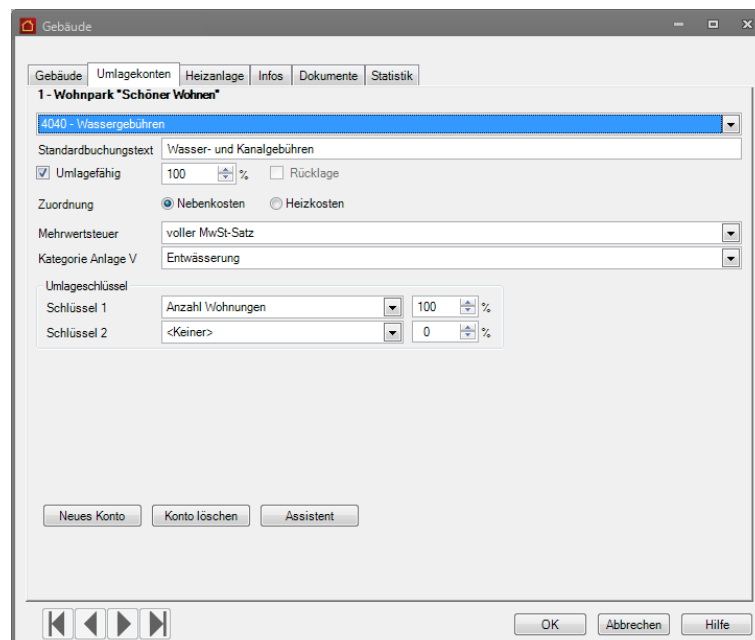 Gebäude
Gebäude Umlagekonten Heizanlage Infos Dokumente Statistik
1 - Wohnpark "Schöner Wohnen"
4040 - Wassergebühren
Standardbuchungstext Wasser- und Kanalgebühren
Umlagefähig 100 % Rücklage
Zuordnung Nebenkosten Heizkosten
Mehrwertsteuer voller MwSt-Satz
Kategorie Anlage V Entwässerung
Umlageschlüssel
Schlüssel 1 Anzahl Wohnungen 100 %
Schlüssel 2 <Keiner> 0 %
Neues Konto Konto löschen Assistent
OK Abbrechen Hilfe